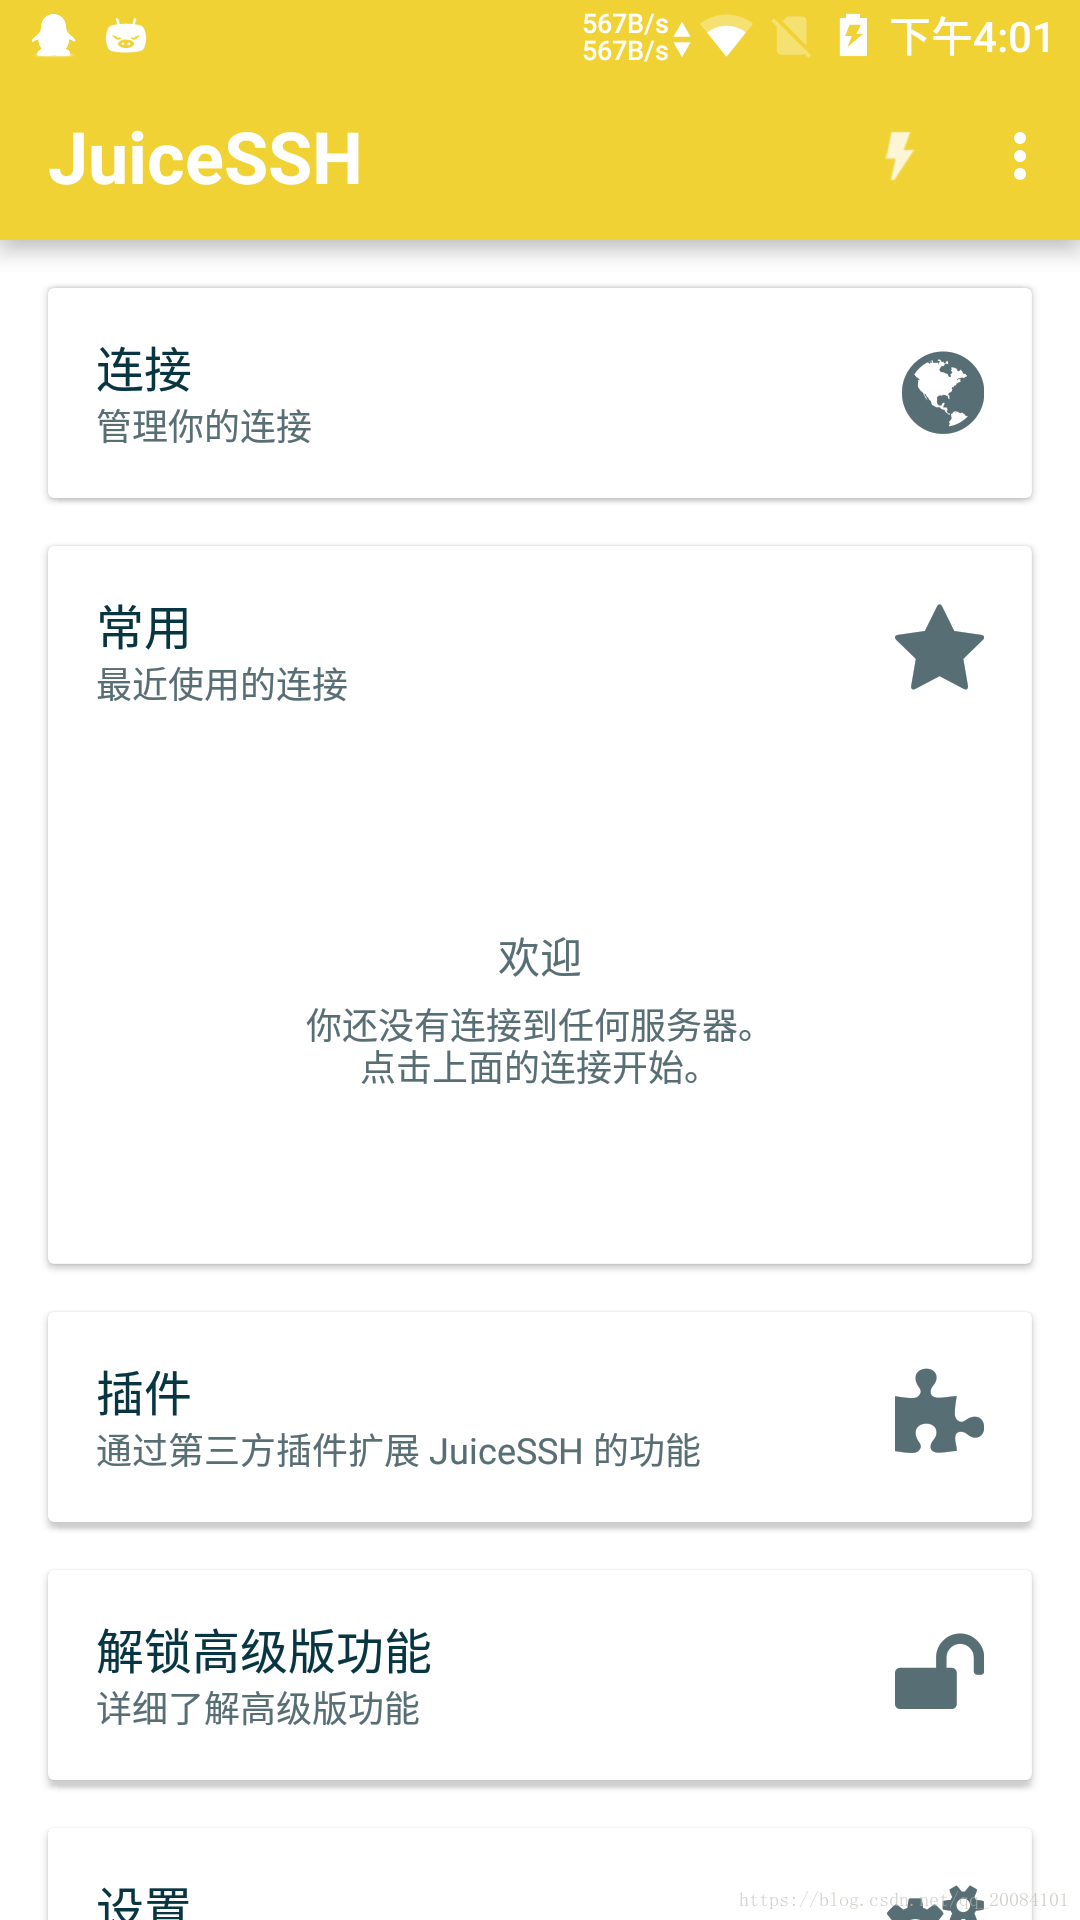 567B/s
567B/s
下午4:01
JuiceSSH
连接
管理你的连接
常用
最近使用的连接
欢迎
你还没有连接到任何服务器。
点击上面的连接开始。
插件
通过第三方插件扩展 JuiceSSH 的功能
解锁高级版功能
详细了解高级版功能
设置
https://blog.csdn.net/qq_20084101